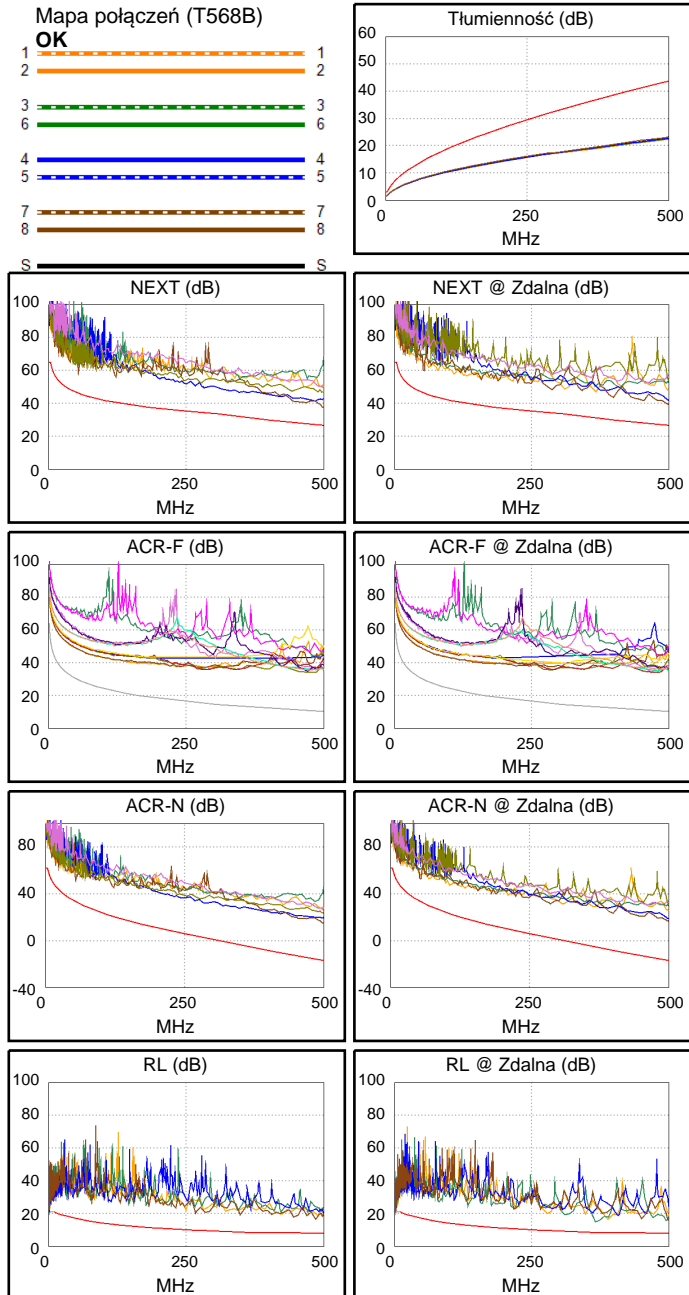 Mapa połączeń (T568B)
OK
1 1
2 2
3 3
6 6
4 4
5 5
7 7
8 8
S S
Tłumienność (dB)
60
50
40
30
20
10
0
0 250 500
MHz
NEXT (dB)
100
80
60
40
20
0
0 250 500
MHz
NEXT @ Zdalna (dB)
100
80
60
40
20
0
0 250 500
MHz
ACR-F (dB)
100
80
60
40
20
0
0 250 500
MHz
ACR-F @ Zdalna (dB)
100
80
60
40
20
0
0 250 500
MHz
ACR-N (dB)
80
40
0
-40
0 250 500
MHz
ACR-N @ Zdalna (dB)
80
40
0
-40
0 250 500
MHz
RL (dB)
100
80
60
40
20
0
0 250 500
MHz
RL @ Zdalna (dB)
100
80
60
40
20
0
0 250 500
MHz